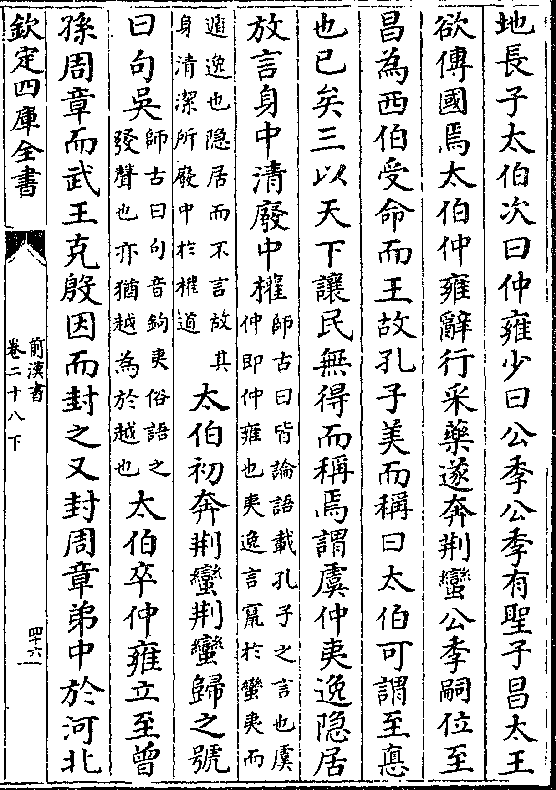 地長子太伯次曰仲雍少曰公季公季有聖子昌太王
欲傳國焉太伯仲雍辭行采藥遂奔荆蠻公季嗣位至
昌為西伯受命而王故孔子美而稱曰太伯可謂至悳
也已矣三以天下讓民無得而稱焉謂虞仲夷逸隐居
放言身中清廢中權
師古曰皆論語載孔子之言也虞
仲即仲雍也夷逸言竄於蠻夷而
遁逸也隐居而不言故其
身清潔所廢中於權道
太伯初奔荆蠻荆蠻歸之號
曰句吳
師古曰句音鉤夷俗語之
發聲也亦猶越為於越也
太伯卒仲雍立至曾
孫周章而武王克殷因而封之又封周章弟中於河北
欽定四庫全書
前漢書
卷二十八下
四十六